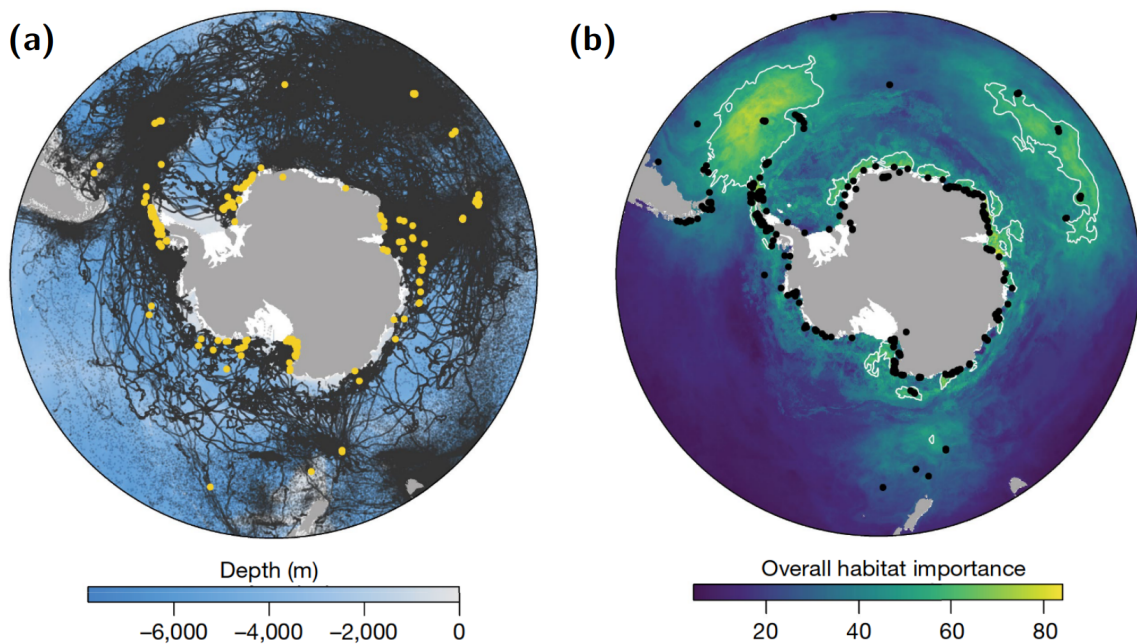 (a)
(b)
Depth (m)
−6,000 −4,000 −2,000 0
Overall habitat importance
20 40 60 80